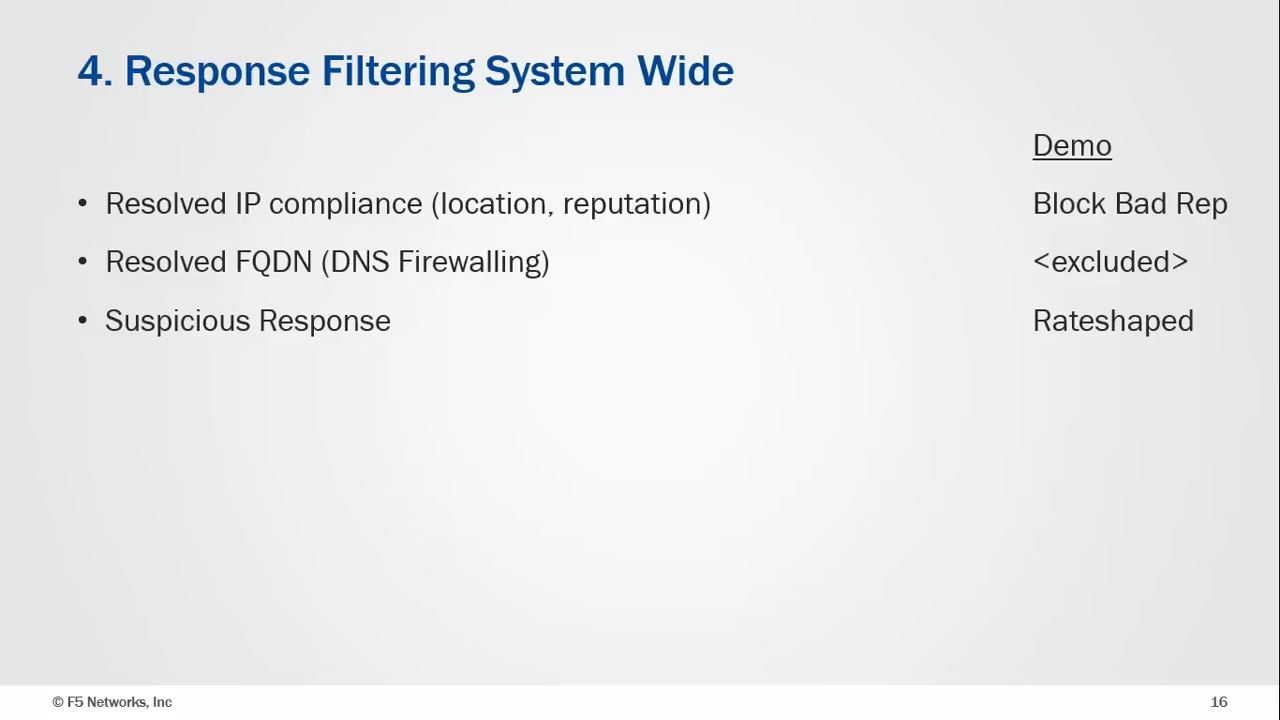 4. Response Filtering System Wide
Demo
• Resolved IP compliance (location, reputation) Block Bad Rep
• Resolved FQDN (DNS Firewalling) <excluded>
• Suspicious Response Rateshaped
© F5 Networks, Inc 16